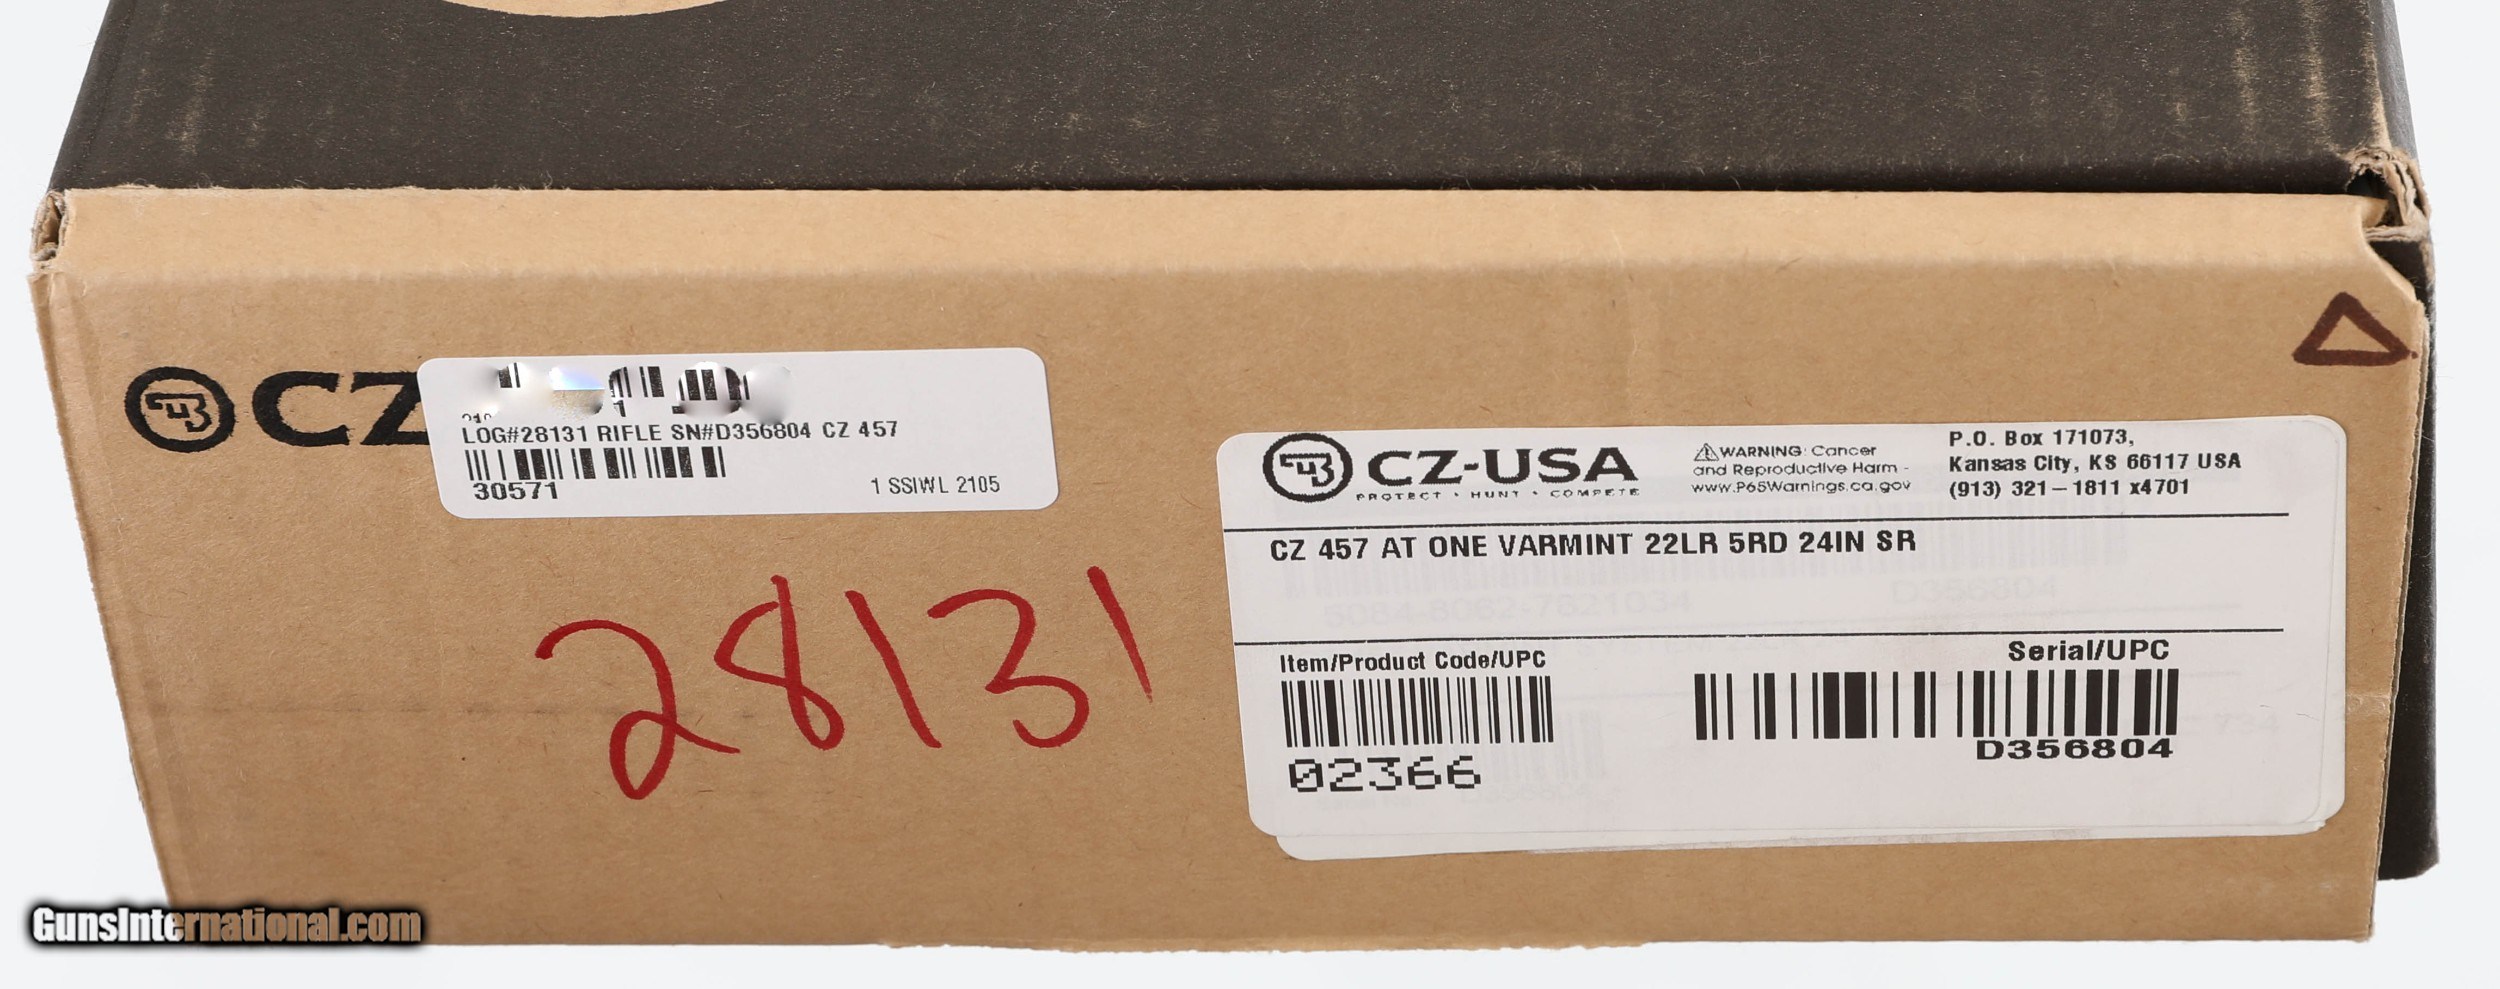 CZ
LOG#28131 RIFLE SN#D356804 CZ 457
30571
1 SSIWL 2105
28131
CZ-USA
PROTECT • HUNT • COMPETE
WARNING: Cancer
and Reproductive Harm -
www.P65Warnings.ca.gov
P.O. Box 171073,
Kansas City, KS 66117 USA
(913) 321-1811 x4701
CZ 457 AT ONE VARMINT 22LR 5RD 24IN SR
Item/Product Code/UPC
02366
Serial/UPC
D356804
GunsInternational.com